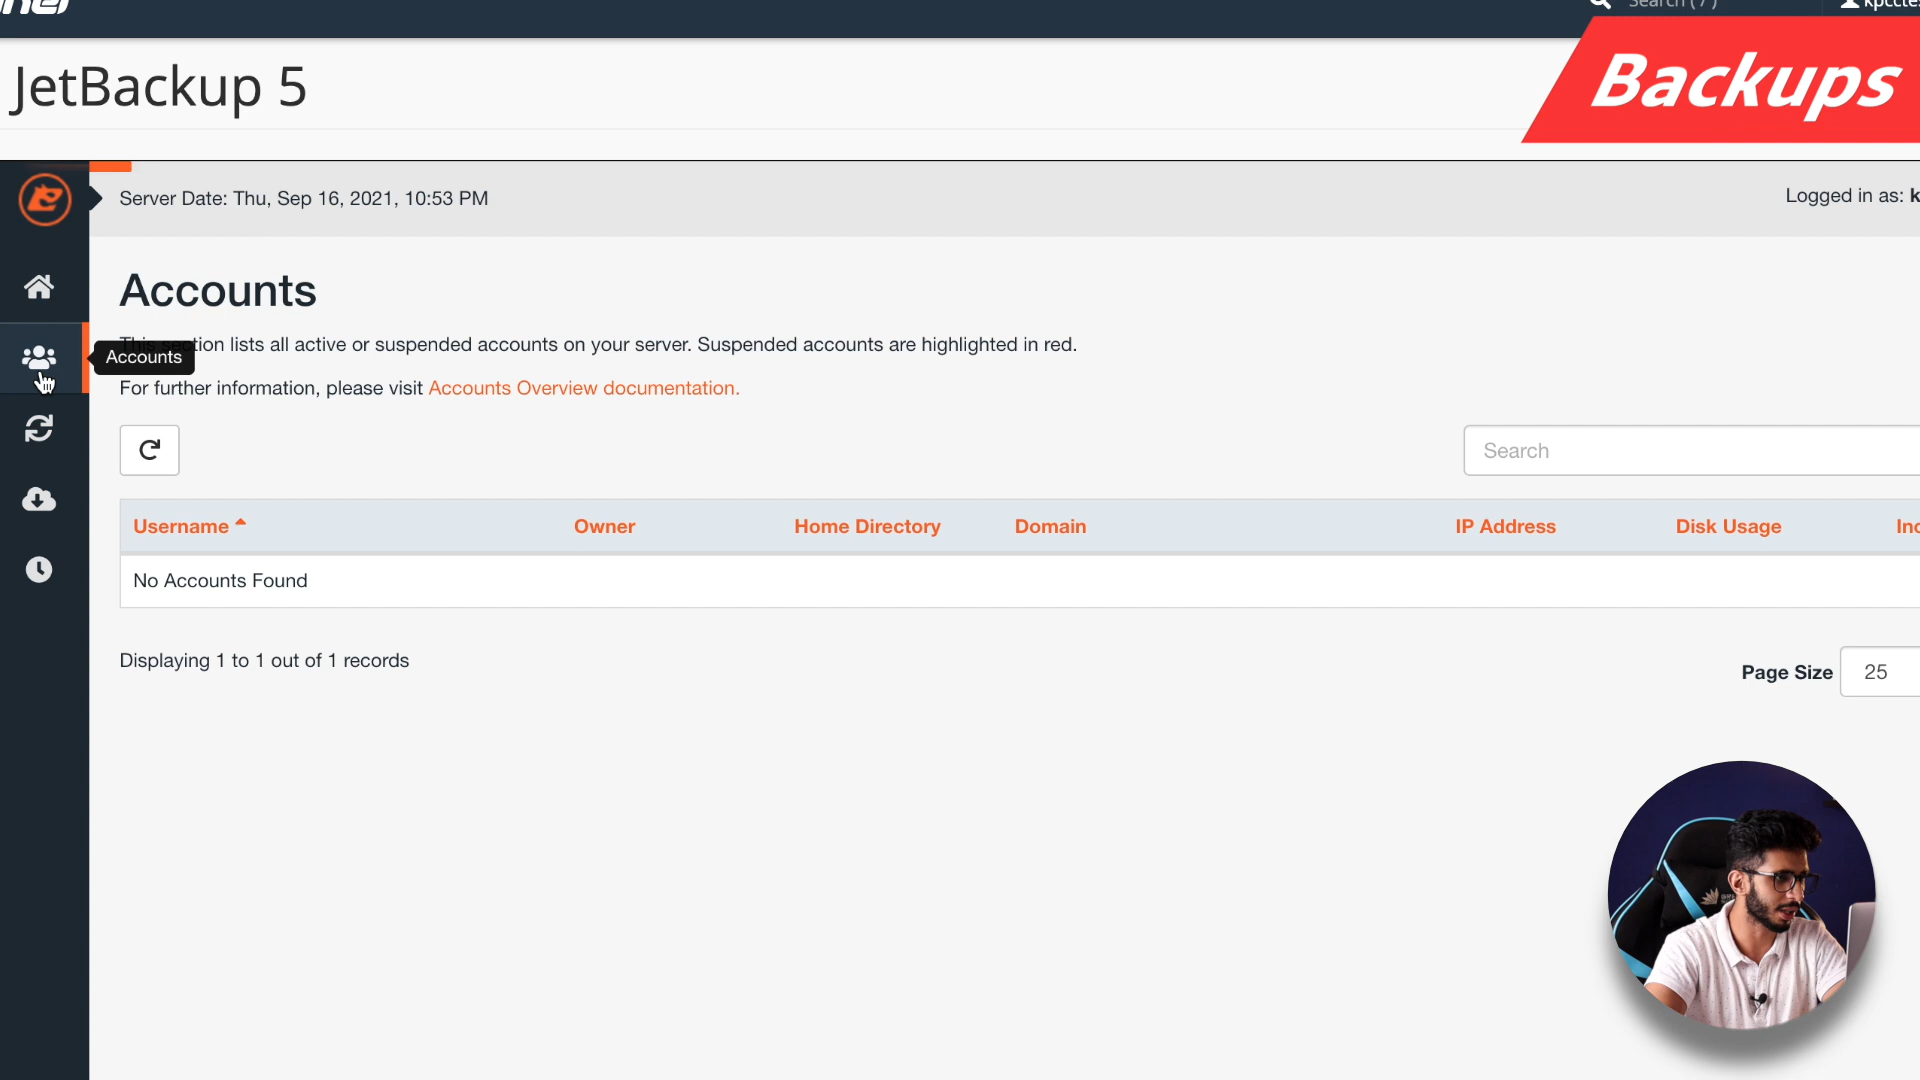 Search ( / )
JetBackup 5
Backups
Server Date: Thu, Sep 16, 2021, 10:53 PM
Logged in as: k
Accounts
This section lists all active or suspended accounts on your server. Suspended accounts are highlighted in red.
Accounts
For further information, please visit Accounts Overview documentation.
Search
Username Owner Home Directory Domain IP Address Disk Usage
No Accounts Found
Displaying 1 to 1 out of 1 records
Page Size 25